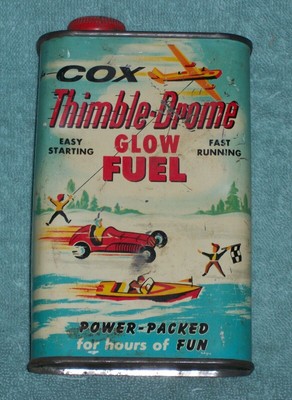 COX
Thimble-Drome
EASY STARTING
GLOW FUEL
FAST RUNNING
POWER-PACKED
for hours of FUN